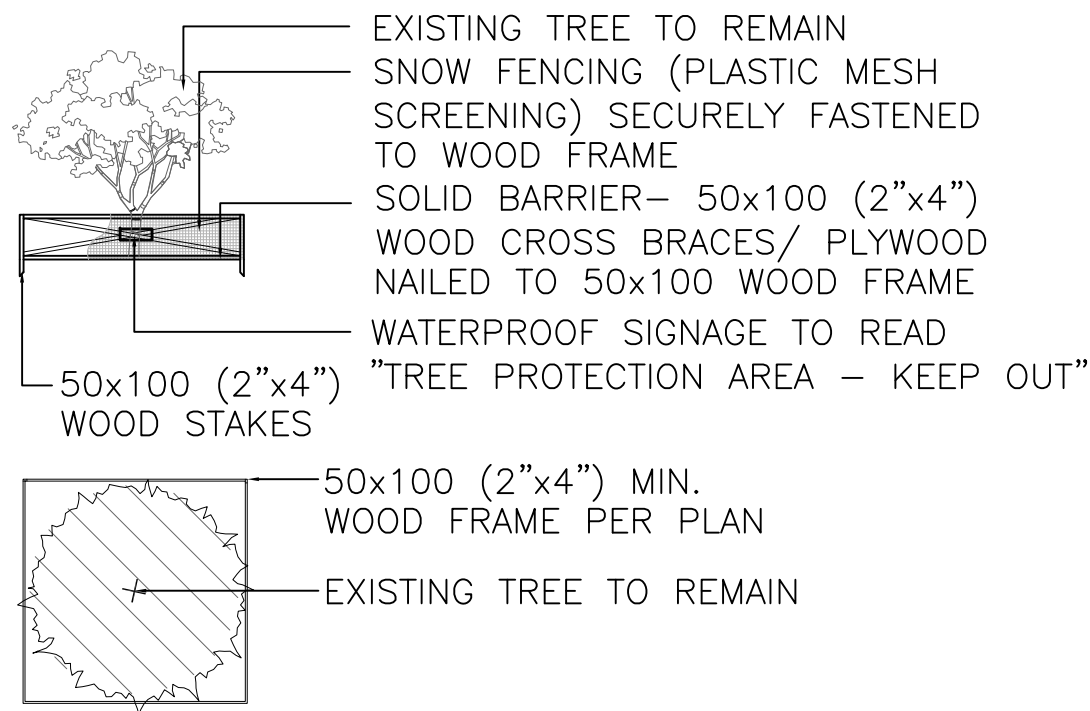 EXISTING TREE TO REMAIN
SNOW FENCING (PLASTIC MESH
SCREENING) SECURELY FASTENED
TO WOOD FRAME
SOLID BARRIER– 50x100 (2"x4")
WOOD CROSS BRACES/ PLYWOOD
NAILED TO 50x100 WOOD FRAME
WATERPROOF SIGNAGE TO READ
"TREE PROTECTION AREA – KEEP OUT"
50x100 (2"x4")
WOOD STAKES
50x100 (2"x4") MIN.
WOOD FRAME PER PLAN
EXISTING TREE TO REMAIN